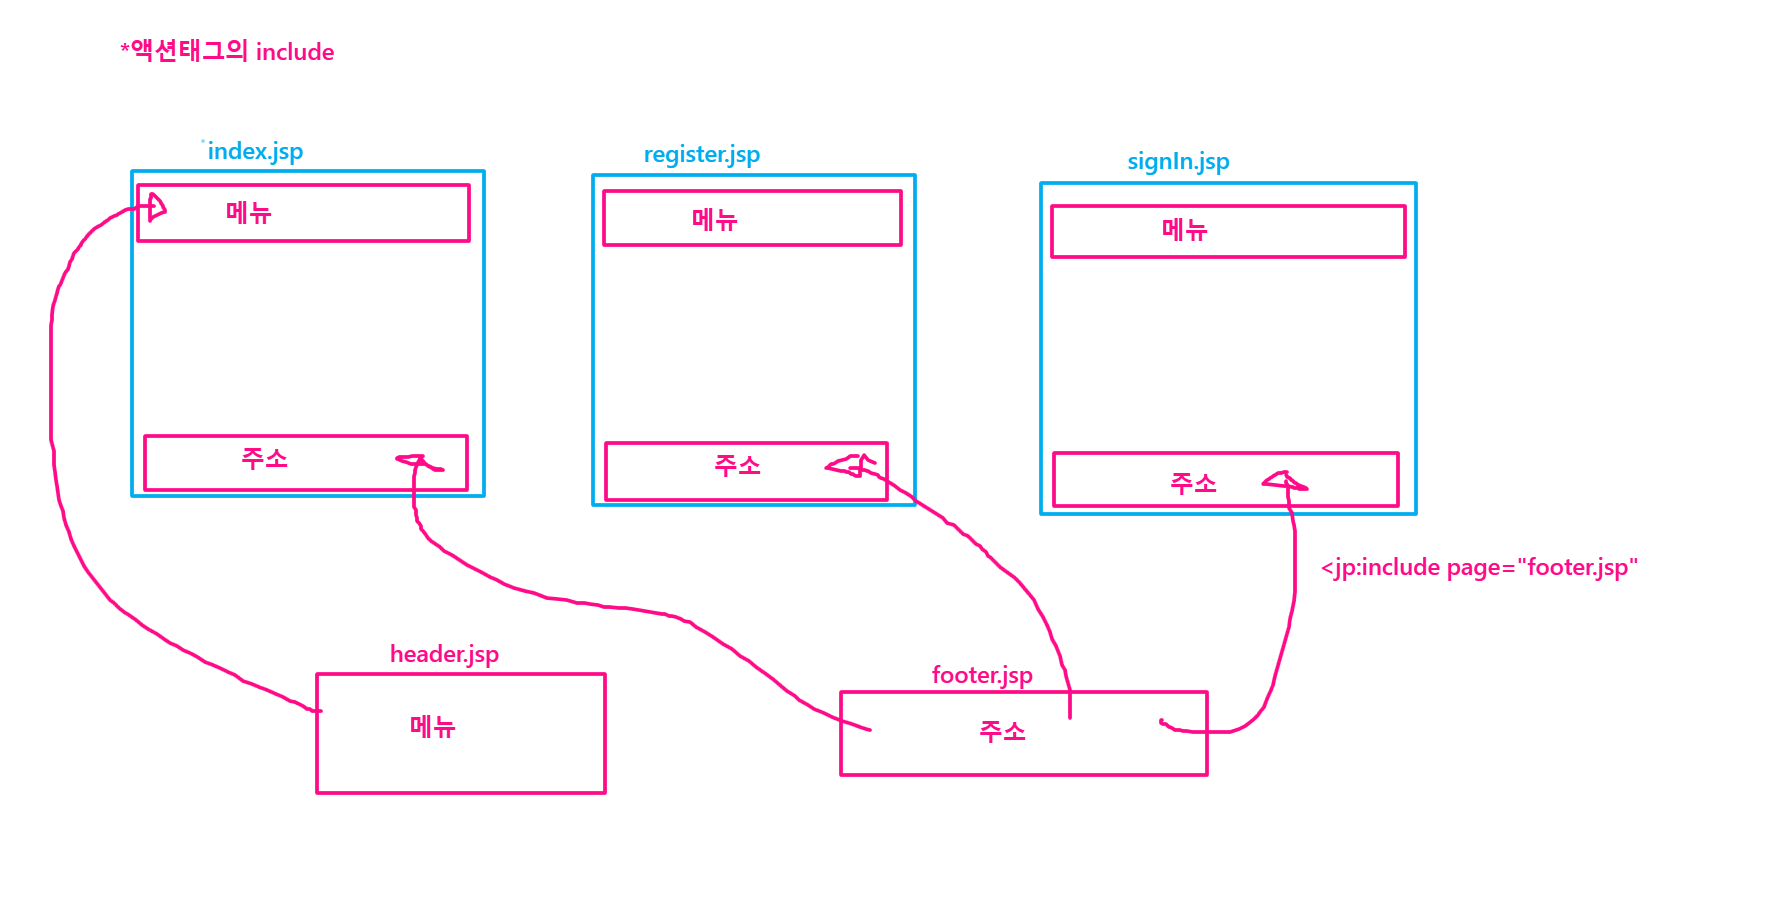 *액션태그의 include
index.jsp
register.jsp
signIn.jsp
메뉴
메뉴
메뉴
주소
주소
주소
<jp:include page="footer.jsp"
header.jsp
footer.jsp
메뉴
주소